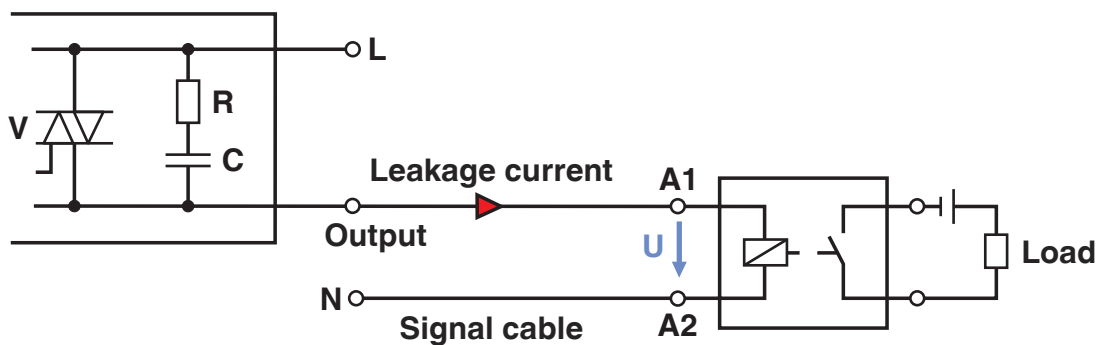 L
R
V
C
Leakage current
A1
Output
U
Load
N
Signal cable
A2